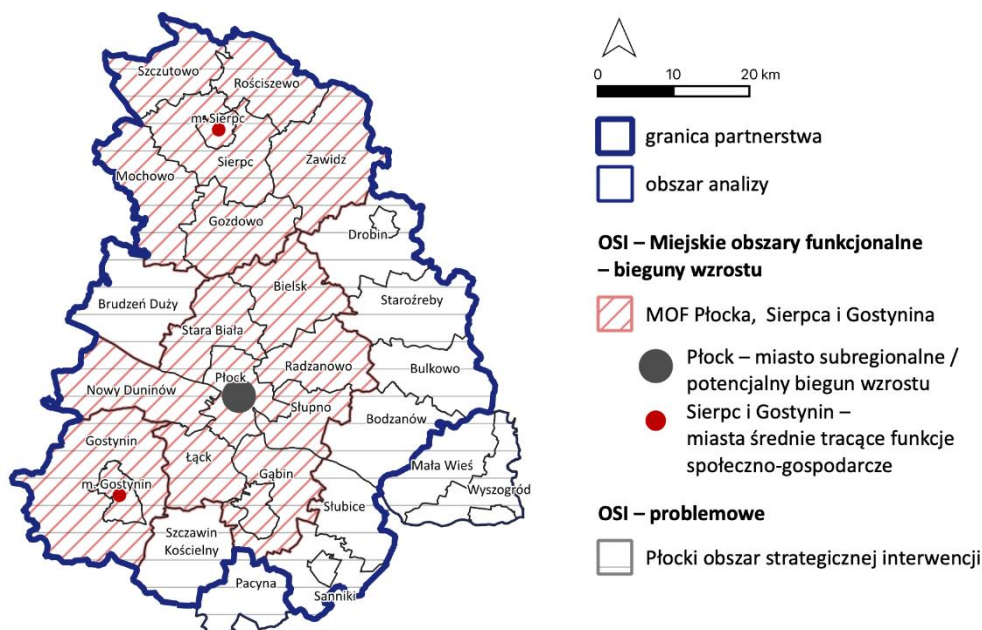 Szczutowo
Rościszewo
m. Sierpc
Sierpc
Zawidz
Mochowo
Gozdowo
Drobin
Bielsk
Brudzeń Duży
Staroźreby
Stara Biała
Radzanowo
Bulkowo
Płock
Nowy Duninów
Słupno
Bodzanów
Gostynin
Łąck
Gąbin
Mała Wieś
m. Gostynin
Wyszogród
Słubice
Szczawin
Kościelny
Pacyna
Sanniki
0 10 20 km
granica partnerstwa
obszar analizy
OSI – Miejskie obszary funkcjonalne
– bieguny wzrostu
MOF Płocka, Sierpca i Gostynina
Płock – miasto subregionalne /
potencjalny biegun wzrostu
Sierpc i Gostynin –
miasta średnie tracące funkcje
społeczno-gospodarcze
OSI – problemowe
Płocki obszar strategicznej interwencji